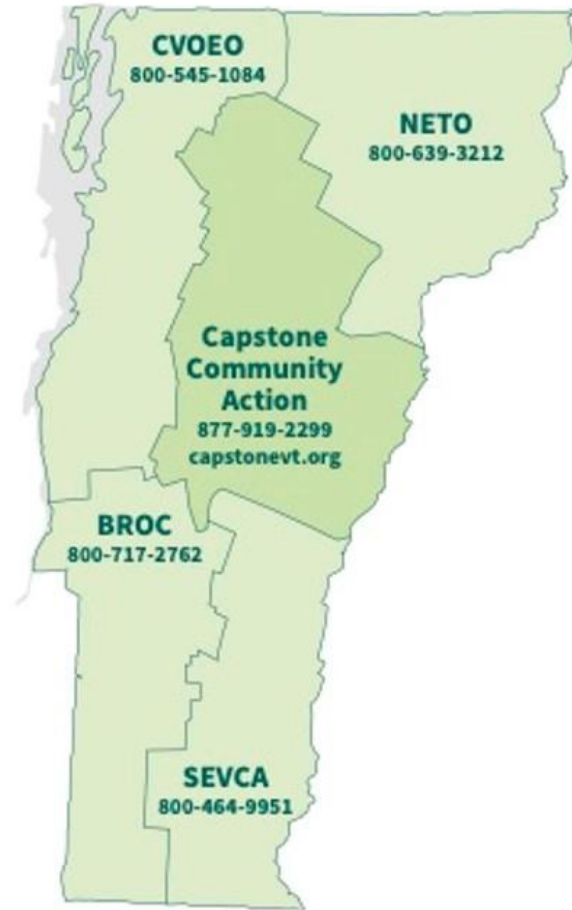 CVOEO
800-545-1084
NETO
800-639-3212
Capstone
Community
Action
877-919-2299
capstonevt.org
BROC
800-717-2762
SEVCA
800-464-9951